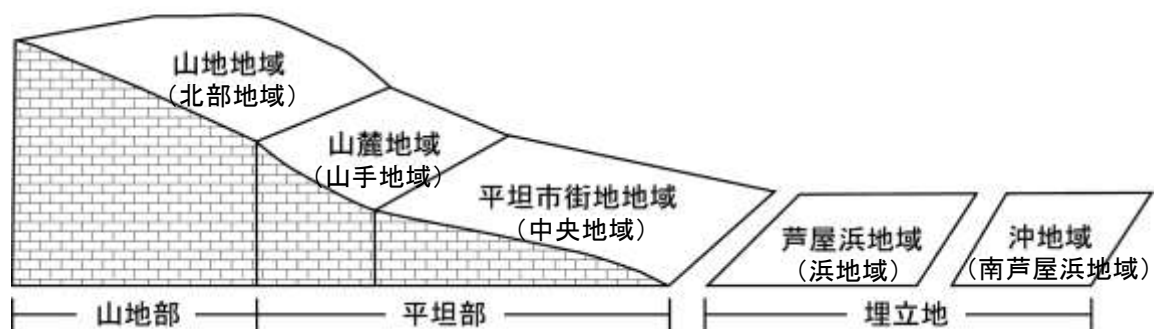 山地地域
(北部地域)
山麓地域
(山手地域)
平坦市街地地域
(中央地域)
芦屋浜地域
(浜地域)
沖地域
(南芦屋浜地域)
山地部
平坦部
埋立地